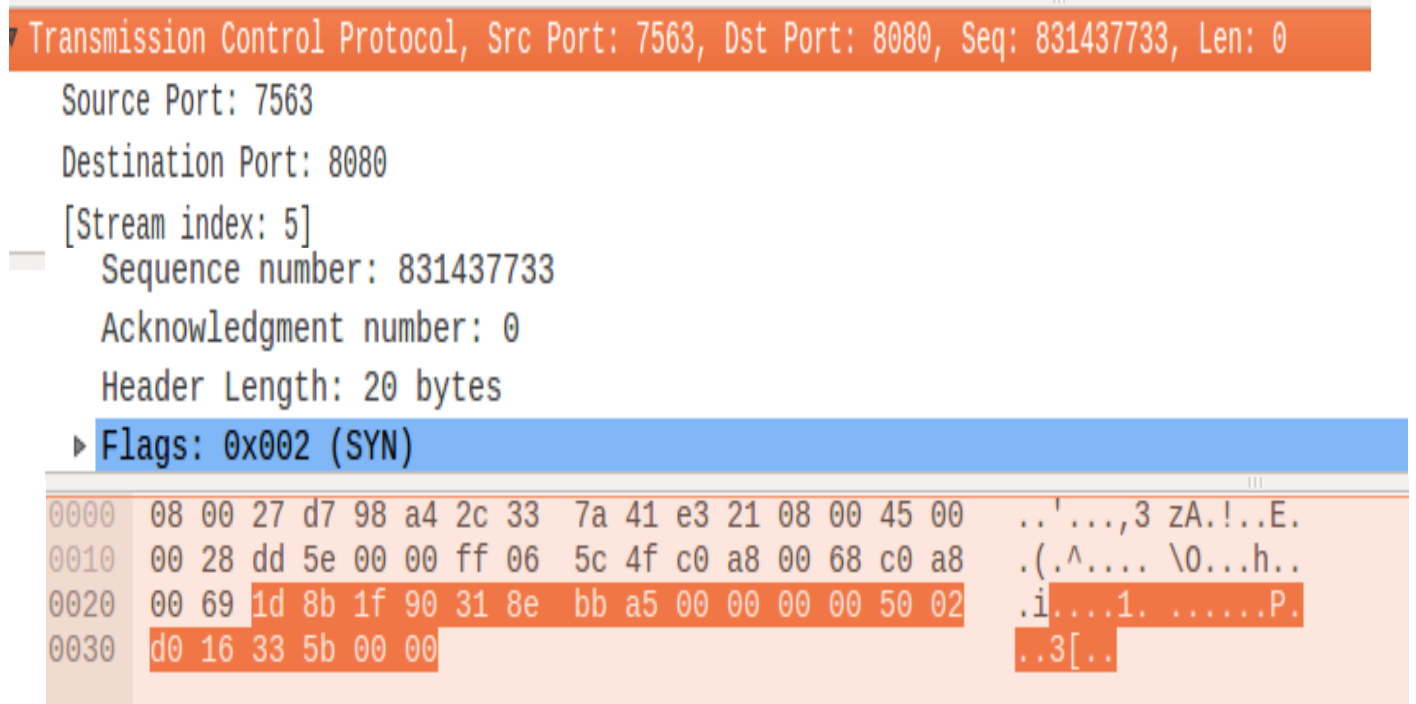 Transmission Control Protocol, Src Port: 7563, Dst Port: 8080, Seq: 831437733, Len: 0
Source Port: 7563
Destination Port: 8080
[Stream index: 5]
Sequence number: 831437733
Acknowledgment number: 0
Header Length: 20 bytes
Flags: 0x002 (SYN)
0000 08 00 27 d7 98 a4 2c 33 7a 41 e3 21 08 00 45 00 ..'...,3 zA.!..E.
0010 00 28 dd 5e 00 00 ff 06 5c 4f c0 a8 00 68 c0 a8 .(.^.... \O...h..
0020 00 69 1d 8b 1f 90 31 8e bb a5 00 00 00 00 50 02 .i....1. ......P.
0030 d0 16 33 5b 00 00 ..3[..